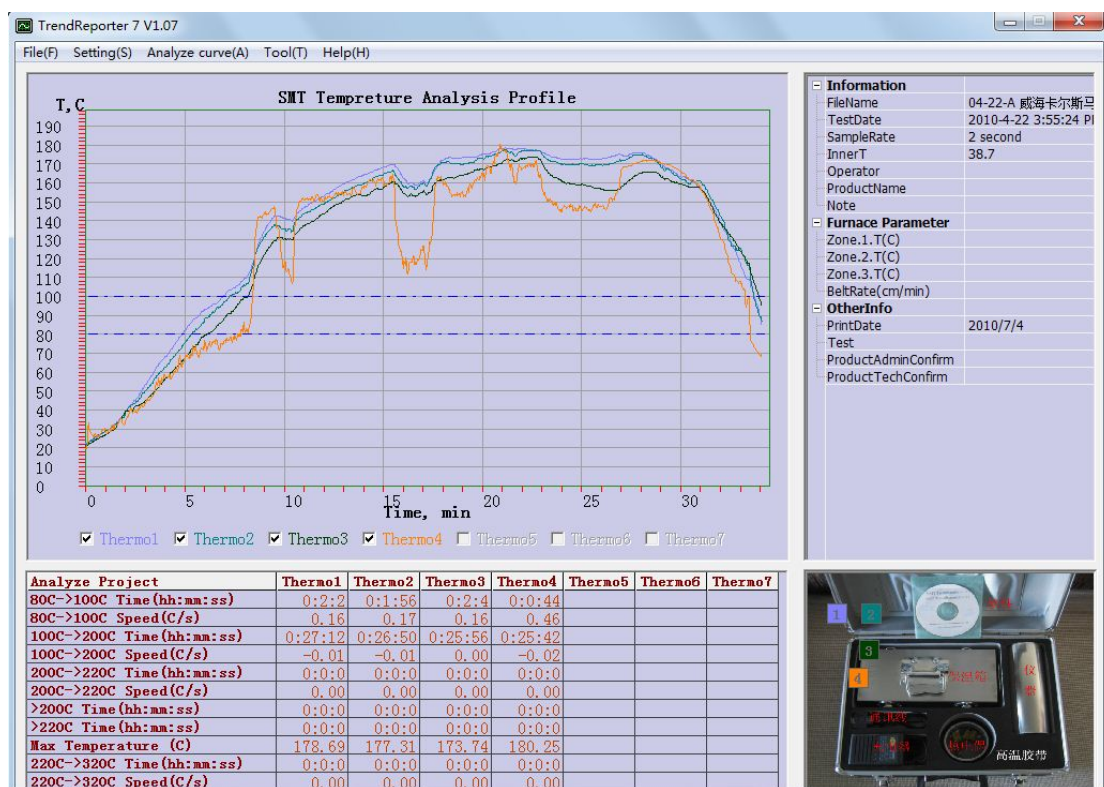 TrendReporter 7 V1.07
File(F) Setting(S) Analyze curve(A) Tool(T) Help(H)
SMT Tempreture Analysis Profile
T,C
190
180
170
160
150
140
130
120
110
100
90
80
70
60
50
40
30
20
10
0
0 5 10 15 20 25 30
Time, min
Thermo1 Thermo2 Thermo3 Thermo4 Thermo5 Thermo6 Thermo7
Information
FileName 04-22-A 威海卡尔斯马
TestDate 2010-4-22 3:55:24 PM
SampleRate 2 second
InnerT 38.7
Operator
ProductName
Note
Furnace Parameter
Zone.1.T(C)
Zone.2.T(C)
Zone.3.T(C)
BeltRate(cm/min)
OtherInfo
PrintDate 2010/7/4
Test
ProductAdminConfirm
ProductTechConfirm
Analyze Project Thermo1 Thermo2 Thermo3 Thermo4 Thermo5 Thermo6 Thermo7
80C->100C Time(hh:mm:ss) 0:2:2 0:1:56 0:2:4 0:0:44
80C->100C Speed(C/s) 0.16 0.17 0.16 0.46
100C->200C Time(hh:mm:ss) 0:27:12 0:26:50 0:25:56 0:25:42
100C->200C Speed(C/s) -0.01 -0.01 0.00 -0.02
200C->220C Time(hh:mm:ss) 0:0:0 0:0:0 0:0:0 0:0:0
200C->220C Speed(C/s) 0.00 0.00 0.00 0.00
>200C Time(hh:mm:ss) 0:0:0 0:0:0 0:0:0 0:0:0
>220C Time(hh:mm:ss) 0:0:0 0:0:0 0:0:0 0:0:0
Max Temperature (C) 178.69 177.31 173.74 180.25
220C->320C Time(hh:mm:ss) 0:0:0 0:0:0 0:0:0 0:0:0
220C->320C Speed(C/s) 0.00 0.00 0.00 0.00
1 2
3
4
保温箱
仪器
热电偶
高温胶带